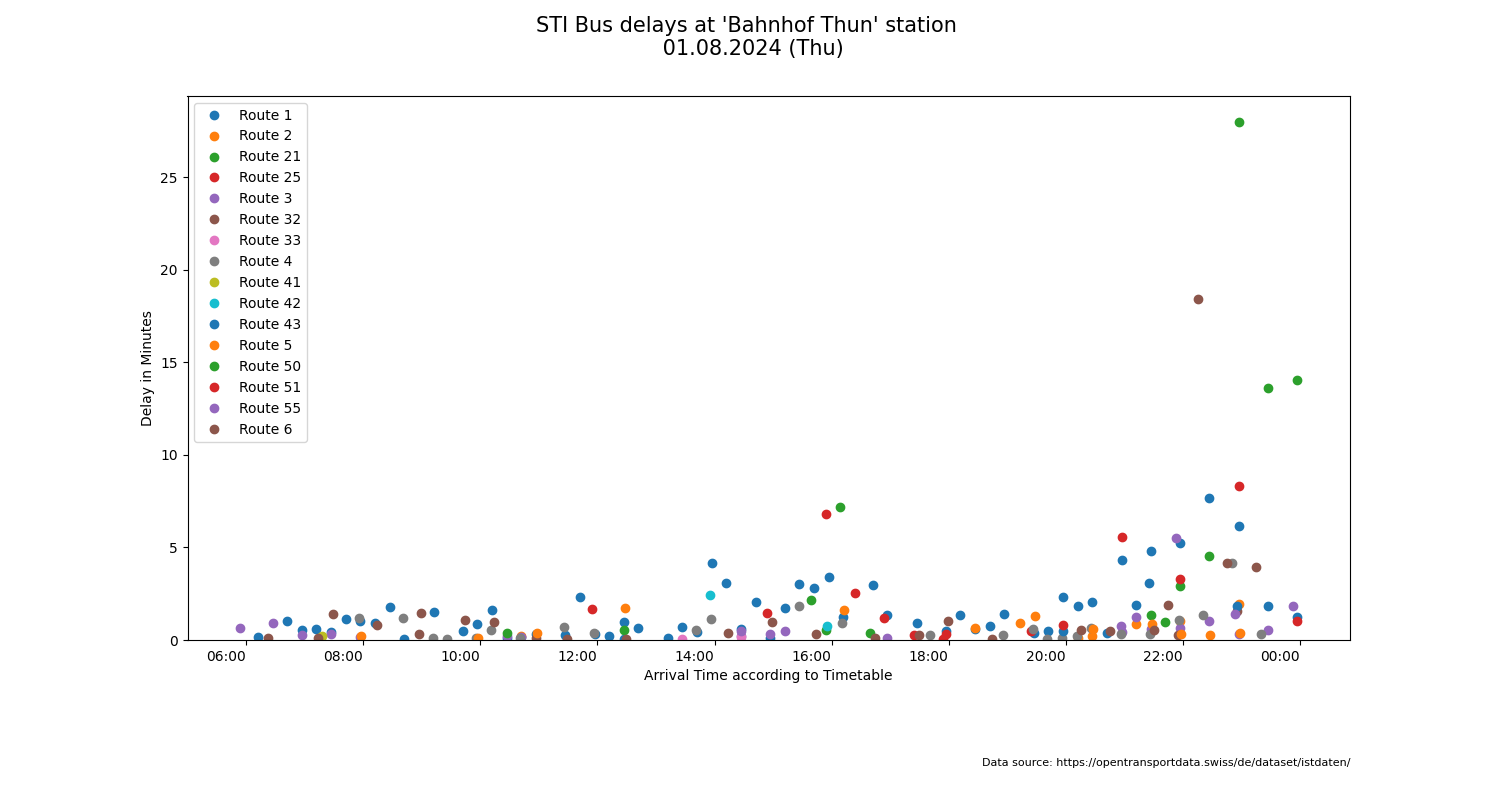 STI Bus delays at 'Bahnhof Thun' station
01.08.2024 (Thu)
Route 1
Route 2
Route 21
Route 25
Route 3
Route 32
Route 33
Route 4
Route 41
Route 42
Route 43
Route 5
Route 50
Route 51
Route 55
Route 6
Delay in Minutes
25
20
15
10
5
0
06:00 08:00 10:00 12:00 14:00 16:00 18:00 20:00 22:00 00:00
Arrival Time according to Timetable
Data source: https://opentransportdata.swiss/de/dataset/istdaten/